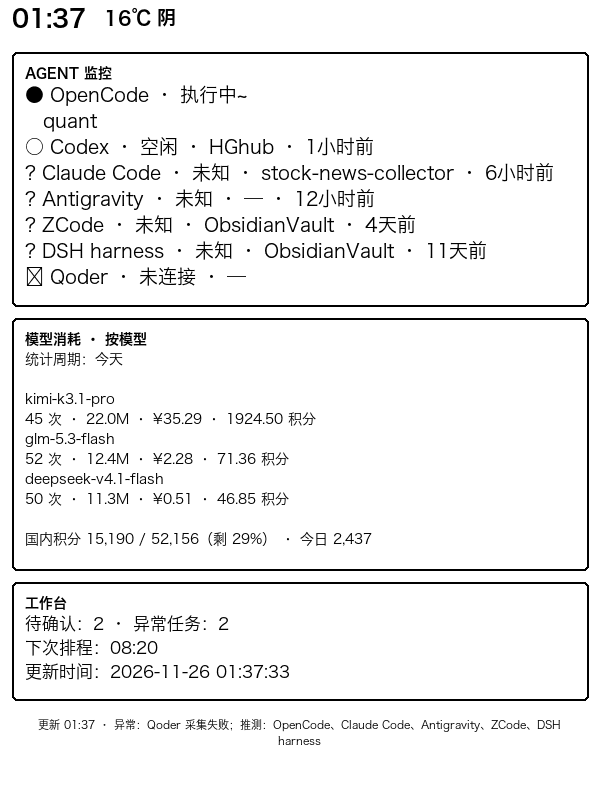 01:37 16℃ 阴
AGENT 监控
● OpenCode · 执行中~
quant
○ Codex · 空闲 · HGhub · 1小时前
? Claude Code · 未知 · stock-news-collector · 6小时前
? Antigravity · 未知 · — · 12小时前
? ZCode · 未知 · ObsidianVault · 4天前
? DSH harness · 未知 · ObsidianVault · 11天前
☒ Qoder · 未连接 · —
模型消耗 · 按模型
统计周期：今天
kimi-k3.1-pro
45 次 · 22.0M · ¥35.29 · 1924.50 积分
glm-5.3-flash
52 次 · 12.4M · ¥2.28 · 71.36 积分
deepseek-v4.1-flash
50 次 · 11.3M · ¥0.51 · 46.85 积分
国内积分 15,190 / 52,156（剩 29%） · 今日 2,437
工作台
待确认：2 · 异常任务：2
下次排程：08:20
更新时间：2026-11-26 01:37:33
更新 01:37 · 异常：Qoder 采集失败；推测：OpenCode、Claude Code、Antigravity、ZCode、DSH
harness